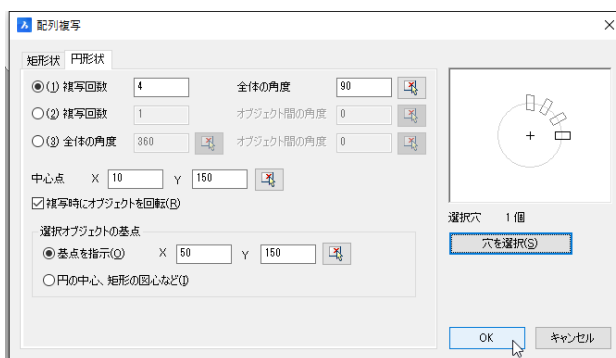 配列複写
矩形状 円形状
(1) 複写回数 4 全体の角度 90
(2) 複写回数 1 オブジェクト間の角度 0
(3) 全体の角度 360 オブジェクト間の角度 0
中心点 X 10 Y 150
複写時にオブジェクトを回転(R)
選択オブジェクトの基点
基点を指示(O) X 50 Y 150
円の中心、矩形の図心など(I)
選択穴 1 個
穴を選択(S)
OK キャンセル